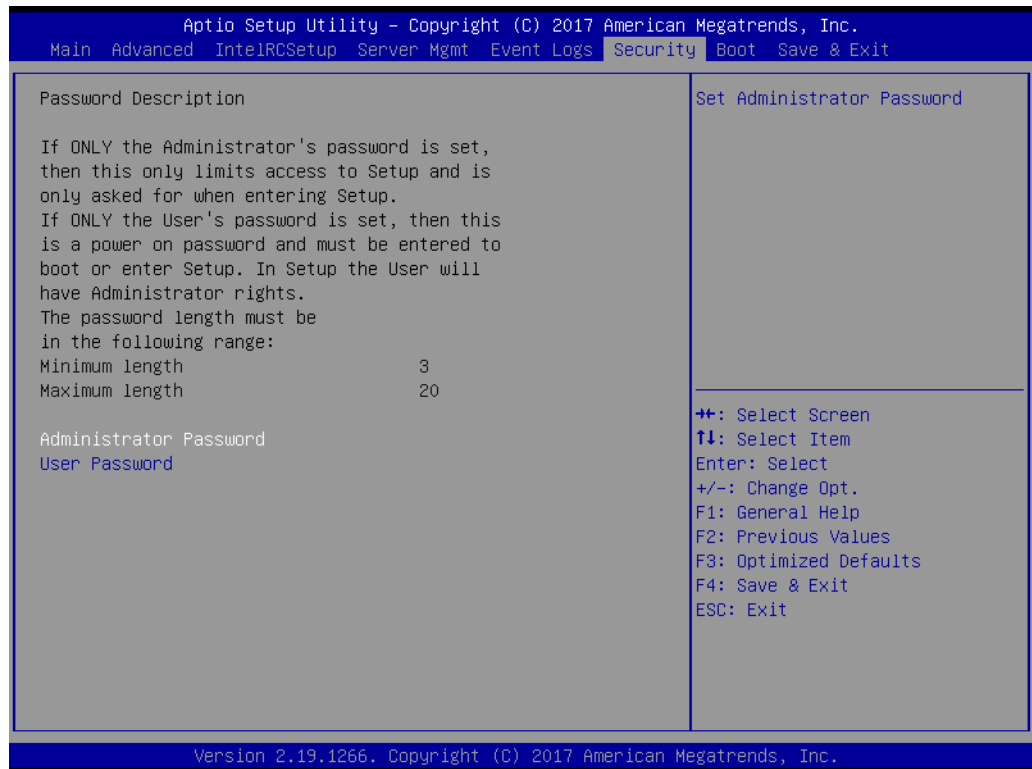 Aptio Setup Utility – Copyright (C) 2017 American Megatrends, Inc.
Main Advanced IntelRCSetup Server Mgmt Event Logs Security Boot Save & Exit
Password Description
If ONLY the Administrator's password is set,
then this only limits access to Setup and is
only asked for when entering Setup.
If ONLY the User's password is set, then this
is a power on password and must be entered to
boot or enter Setup. In Setup the User will
have Administrator rights.
The password length must be
in the following range:
Minimum length 3
Maximum length 20
Administrator Password
User Password
Set Administrator Password
→←: Select Screen
↑↓: Select Item
Enter: Select
+/-: Change Opt.
F1: General Help
F2: Previous Values
F3: Optimized Defaults
F4: Save & Exit
ESC: Exit
Version 2.19.1266. Copyright (C) 2017 American Megatrends, Inc.